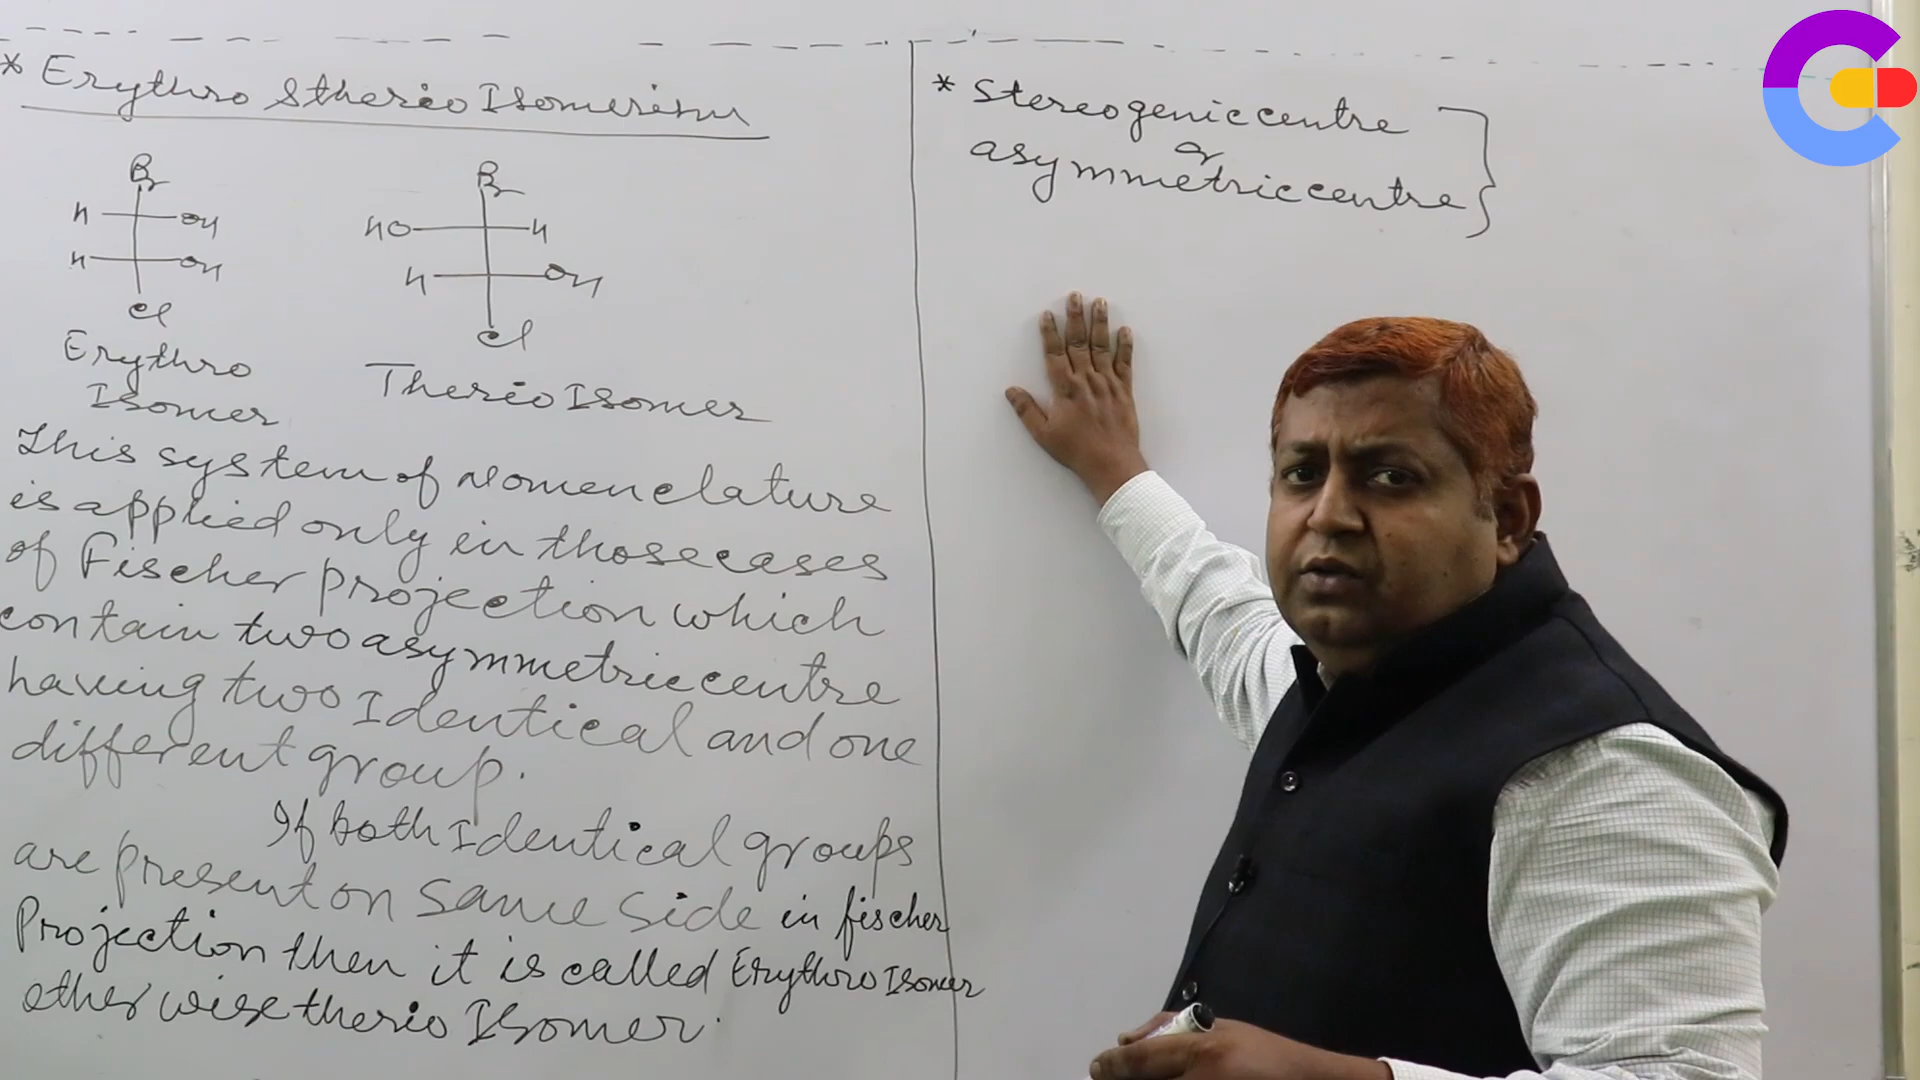 * Erythro & thereo Isomerism
Br
H OH
H OH
Cl
Erythro
Isomer
Br
HO H
H OH
Cl
Thereo Isomer
This system of Nomenclature
is applied only in those cases
of Fischer projection which
contain two asymmetric centre
having two Identical and one
different group.
If both Identical groups
are present on same side in fischer
Projection then it is called Erythro Isomer
otherwise thereo Isomer.
* Stereogenic centre
or
asymmetric centre